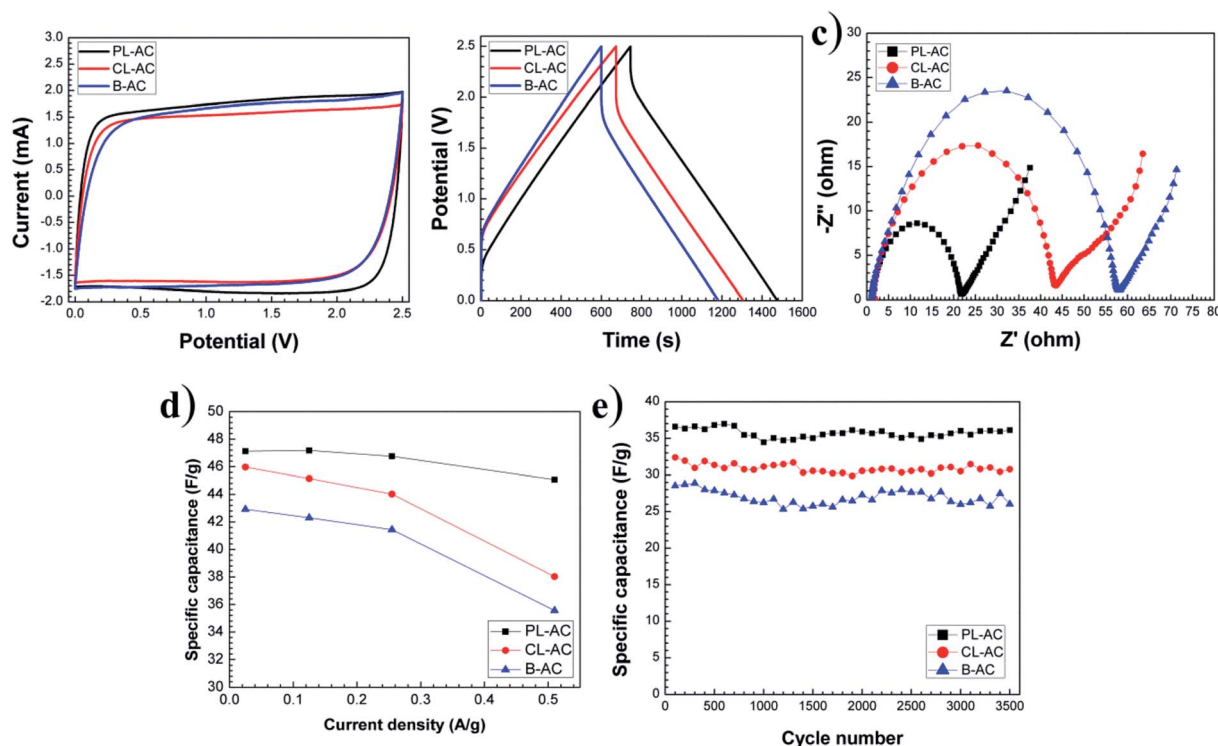 3.0
2.5
2.0
1.5
1.0
0.5
0.0
-0.5
-1.0
-1.5
-2.0
Current (mA)
PL-AC
CL-AC
B-AC
0.0 0.5 1.0 1.5 2.0 2.5
Potential (V)
2.5
2.0
1.5
1.0
0.5
0.0
Potential (V)
PL-AC
CL-AC
B-AC
0 200 400 600 800 1000 1200 1400 1600
Time (s)
c)
30
25
20
15
10
5
0
-Z'' (ohm)
PL-AC
CL-AC
B-AC
0 5 10 15 20 25 30 35 40 45 50 55 60 65 70 75 80
Z' (ohm)
d)
50
48
46
44
42
40
38
36
34
32
30
Specific capacitance (F/g)
PL-AC
CL-AC
B-AC
0.0 0.1 0.2 0.3 0.4 0.5
Current density (A/g)
e)
40
35
30
25
20
15
10
5
0
Specific capacitance (F/g)
PL-AC
CL-AC
B-AC
0 500 1000 1500 2000 2500 3000 3500
Cycle number